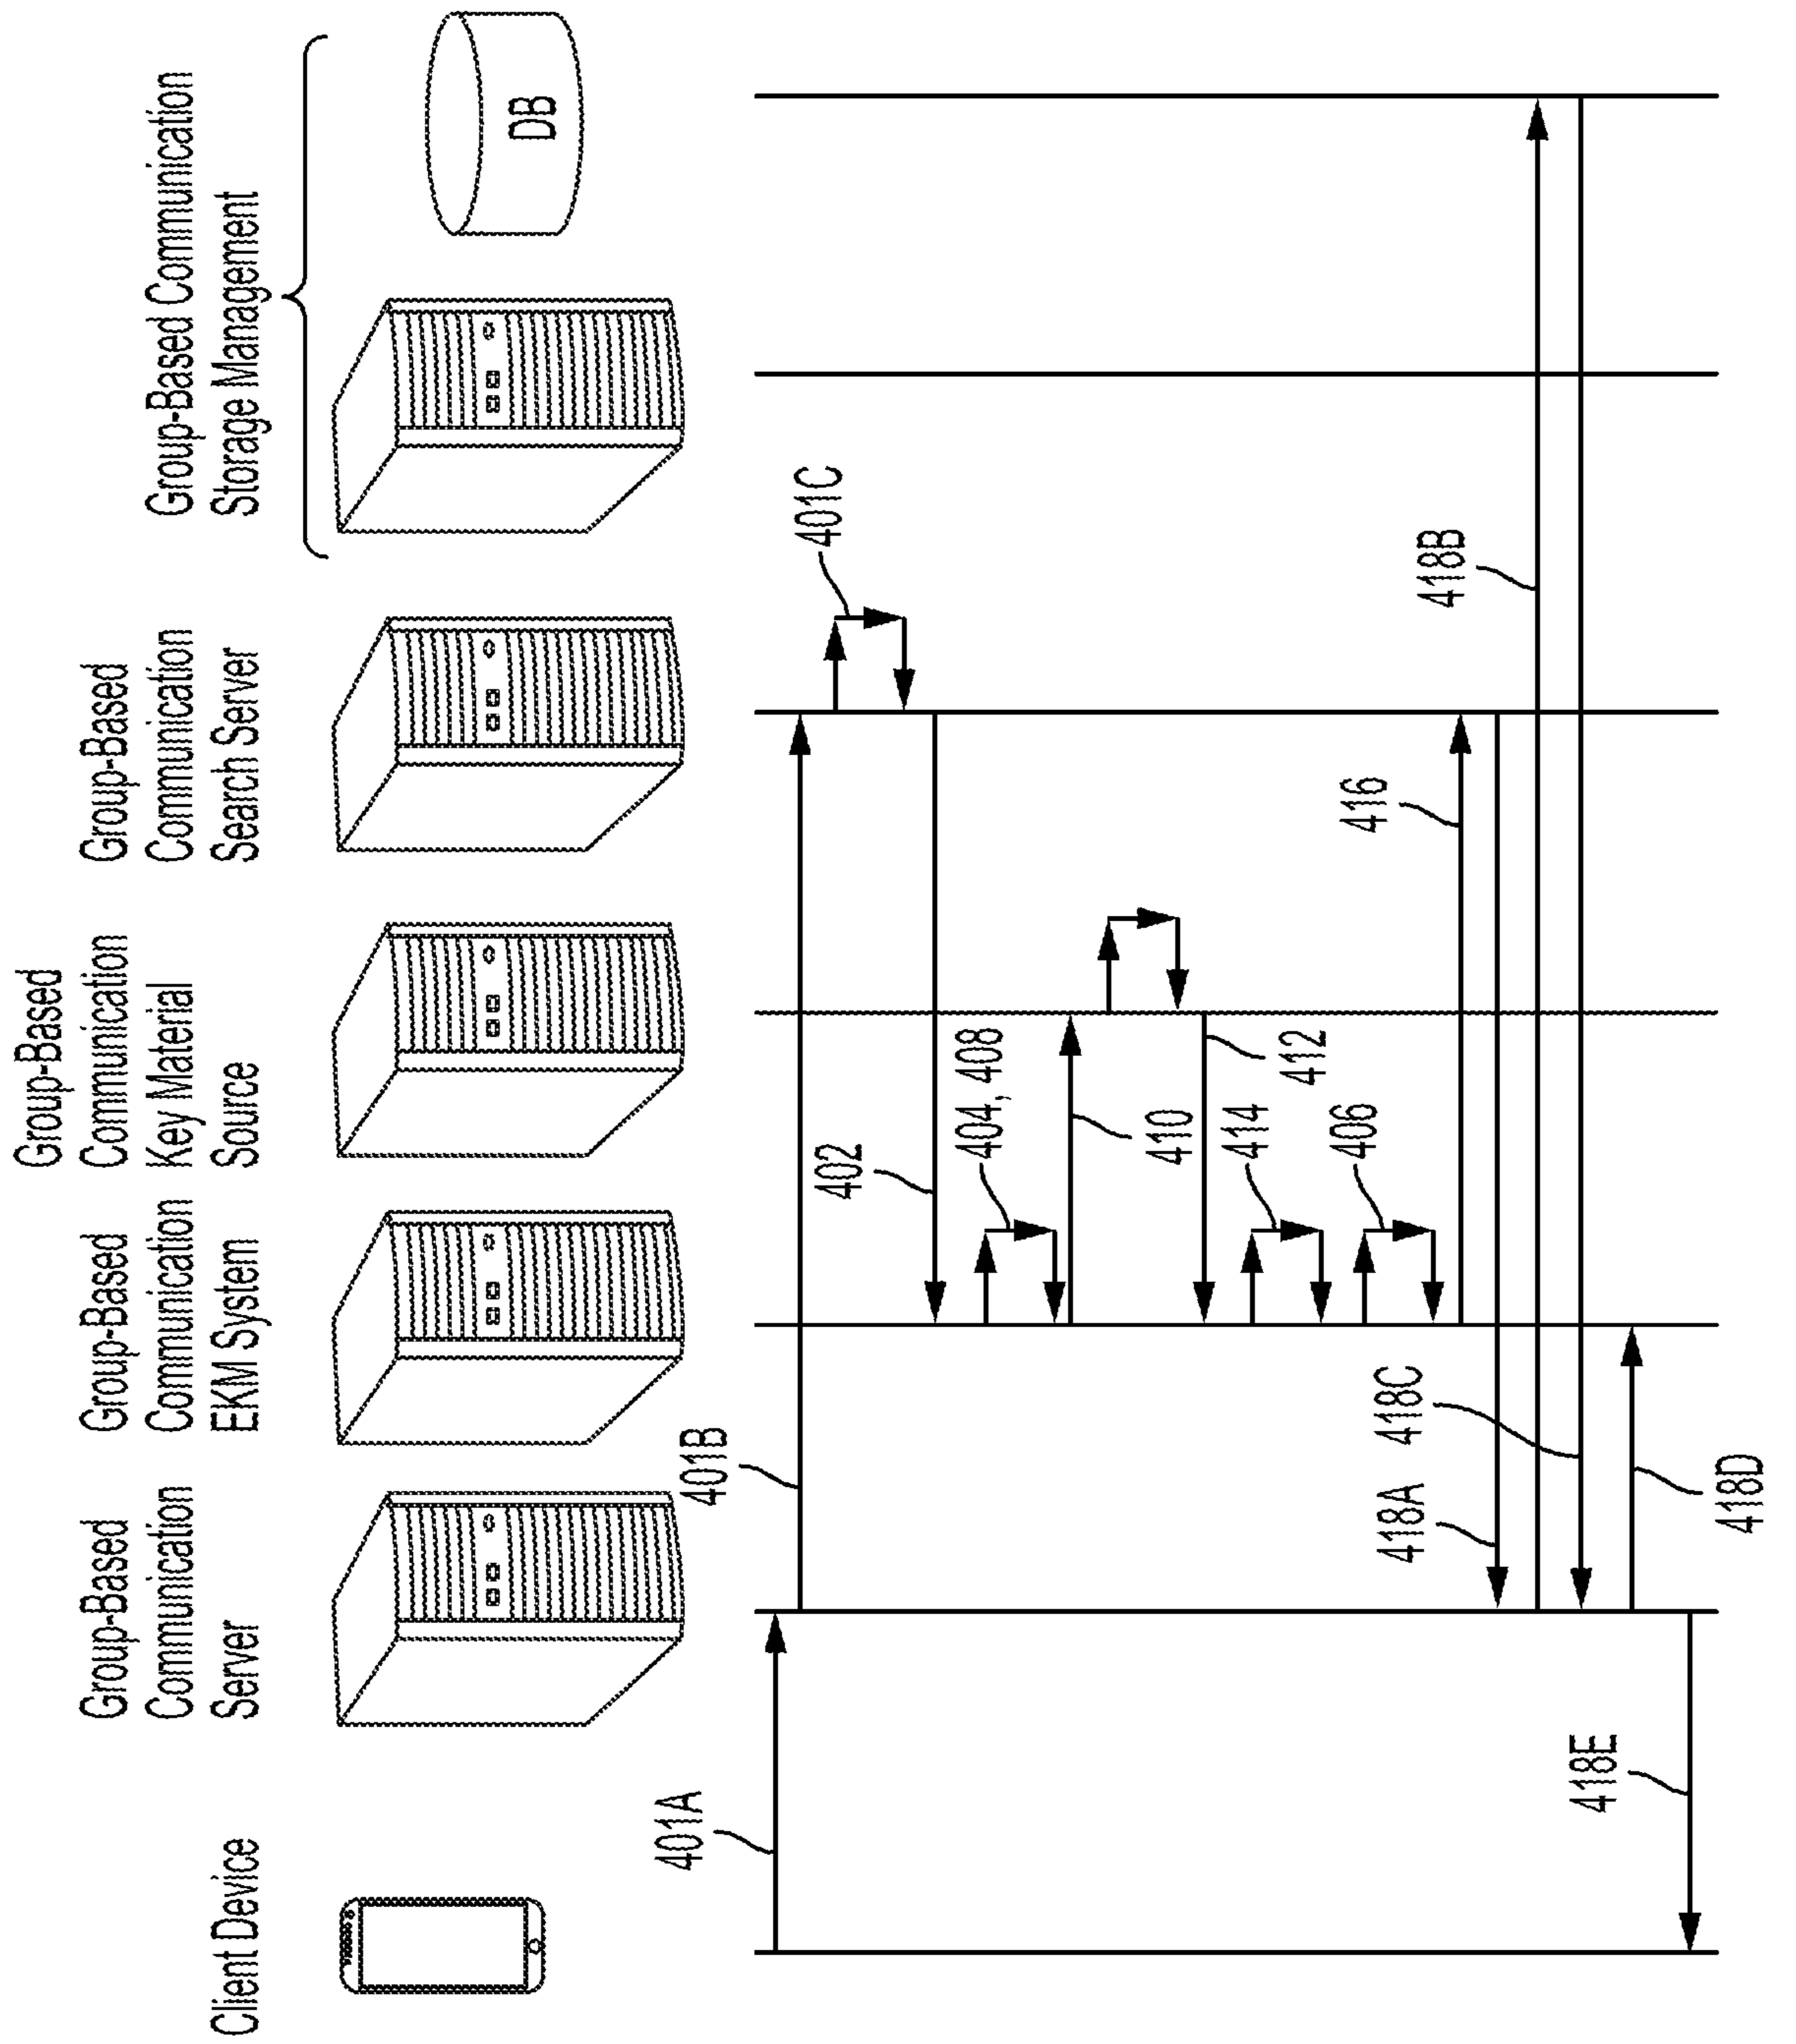 Client Device
Group-Based
Communication
Server
Group-Based
Communication
EKM System
Group-Based
Communication
Key Material
Source
Group-Based
Communication
Search Server
Group-Based Communication
Storage Management
DB
401A
401B
401C
402
404, 408
410
412
414
406
416
418A
418B
418C
418D
418E